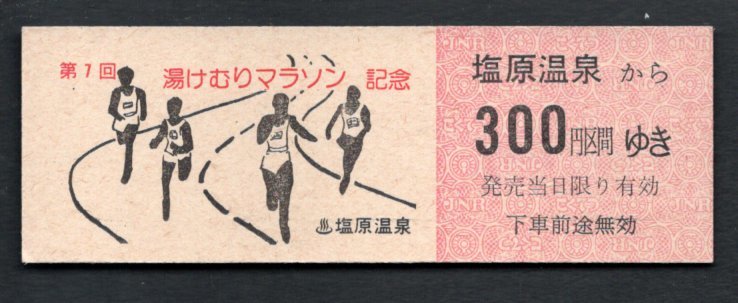 第1回
湯けむりマラソン 記念
♨塩原温泉
塩原温泉 から
300円区間 ゆき
発売当日限り有効
下車前途無効
JNR